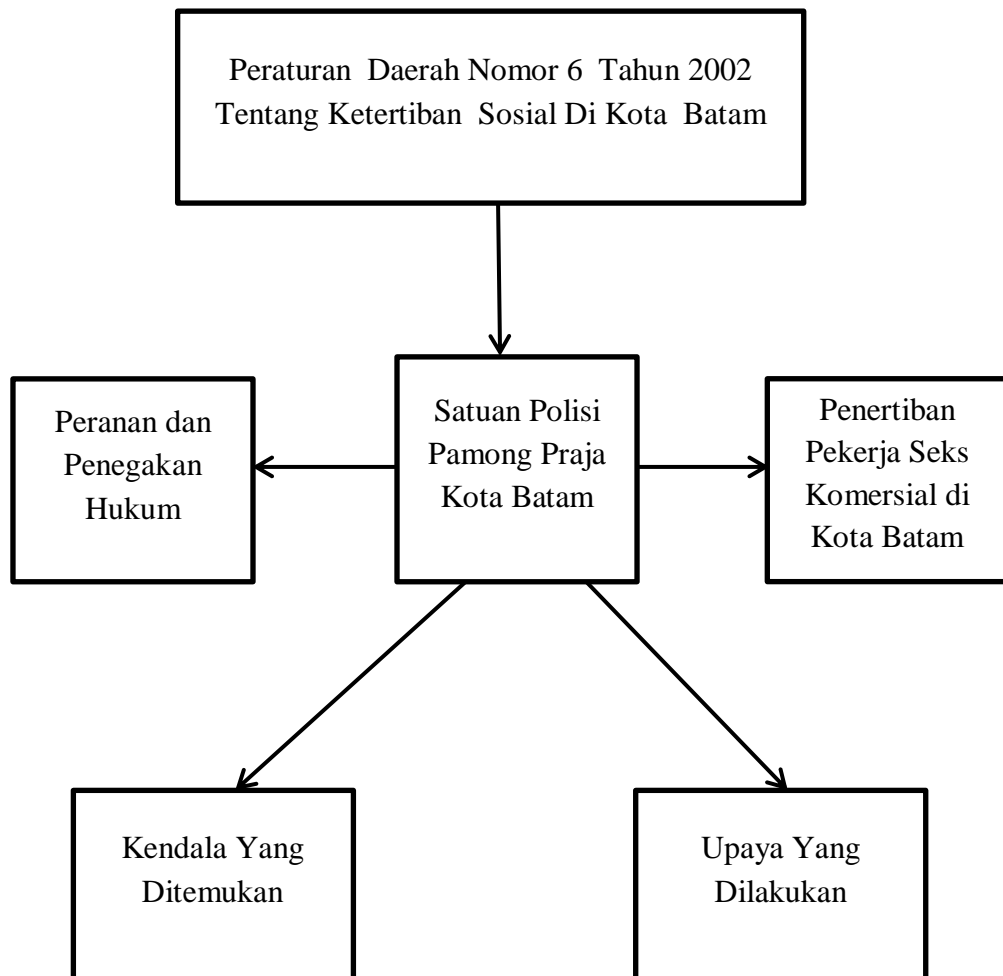 Peraturan Daerah Nomor 6 Tahun 2002
Tentang Ketertiban Sosial Di Kota Batam
Peranan dan
Penegakan
Hukum
Satuan Polisi
Pamong Praja
Kota Batam
Penertiban
Pekerja Seks
Komersial di
Kota Batam
Kendala Yang
Ditemukan
Upaya Yang
Dilakukan